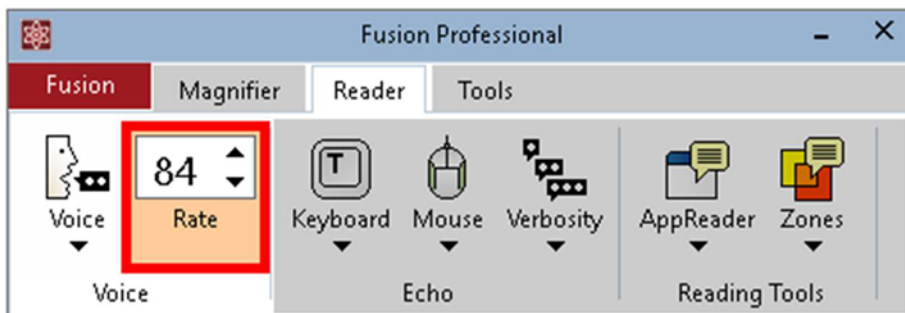 Fusion Professional
Fusion Magnifier Reader Tools
84
T
Voice Rate Keyboard Mouse Verbosity AppReader Zones
Voice Echo Reading Tools